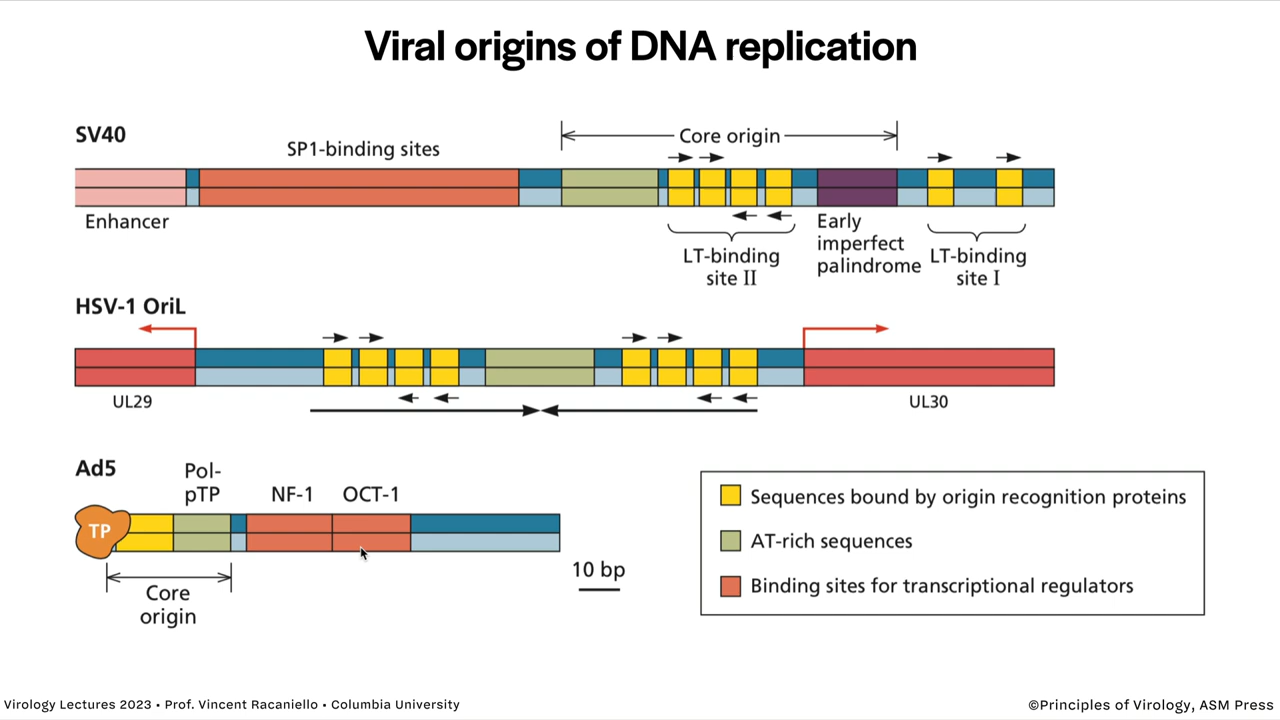 Viral origins of DNA replication
SV40
SP1-binding sites
Core origin
Enhancer
LT-binding
site II
Early
imperfect
palindrome
LT-binding
site I
HSV-1 OriL
UL29
UL30
Ad5
Pol-
pTP
NF-1
OCT-1
TP
Core
origin
10 bp
Sequences bound by origin recognition proteins
AT-rich sequences
Binding sites for transcriptional regulators
Virology Lectures 2023 • Prof. Vincent Racaniello • Columbia University
©Principles of Virology, ASM Press